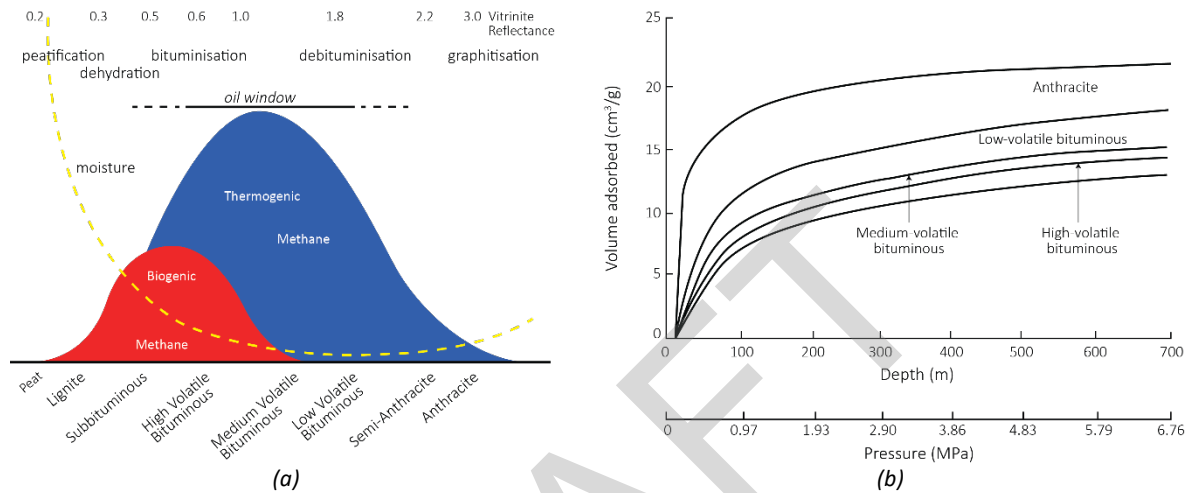 0.2 0.3 0.5 0.6 1.0 1.8 2.2 3.0 Vitrinite
Reflectance
peatification bituminisation debituminisation graphitisation
dehydration
oil window
moisture
Thermogenic
Methane
Biogenic
Methane
Peat
Lignite
Subbituminous
High Volatile
Bituminous
Medium Volatile
Bituminous
Low Volatile
Bituminous
Semi-Anthracite
Anthracite
(a)
Volume adsorbed (cm³/g)
25
20
15
10
5
0
Anthracite
Low-volatile bituminous
Medium-volatile
bituminous
High-volatile
bituminous
0 100 200 300 400 500 600 700
Depth (m)
0 0.97 1.93 2.90 3.86 4.83 5.79 6.76
Pressure (MPa)
(b)
AFT